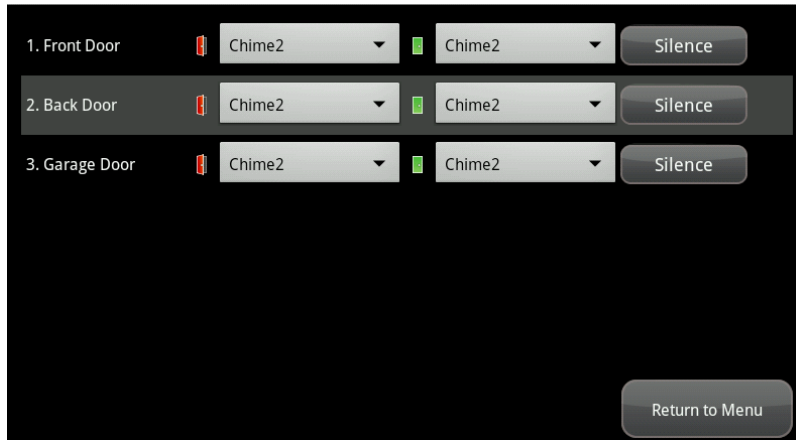 1. Front Door Chime2 Chime2 Silence
2. Back Door Chime2 Chime2 Silence
3. Garage Door Chime2 Chime2 Silence
Return to Menu